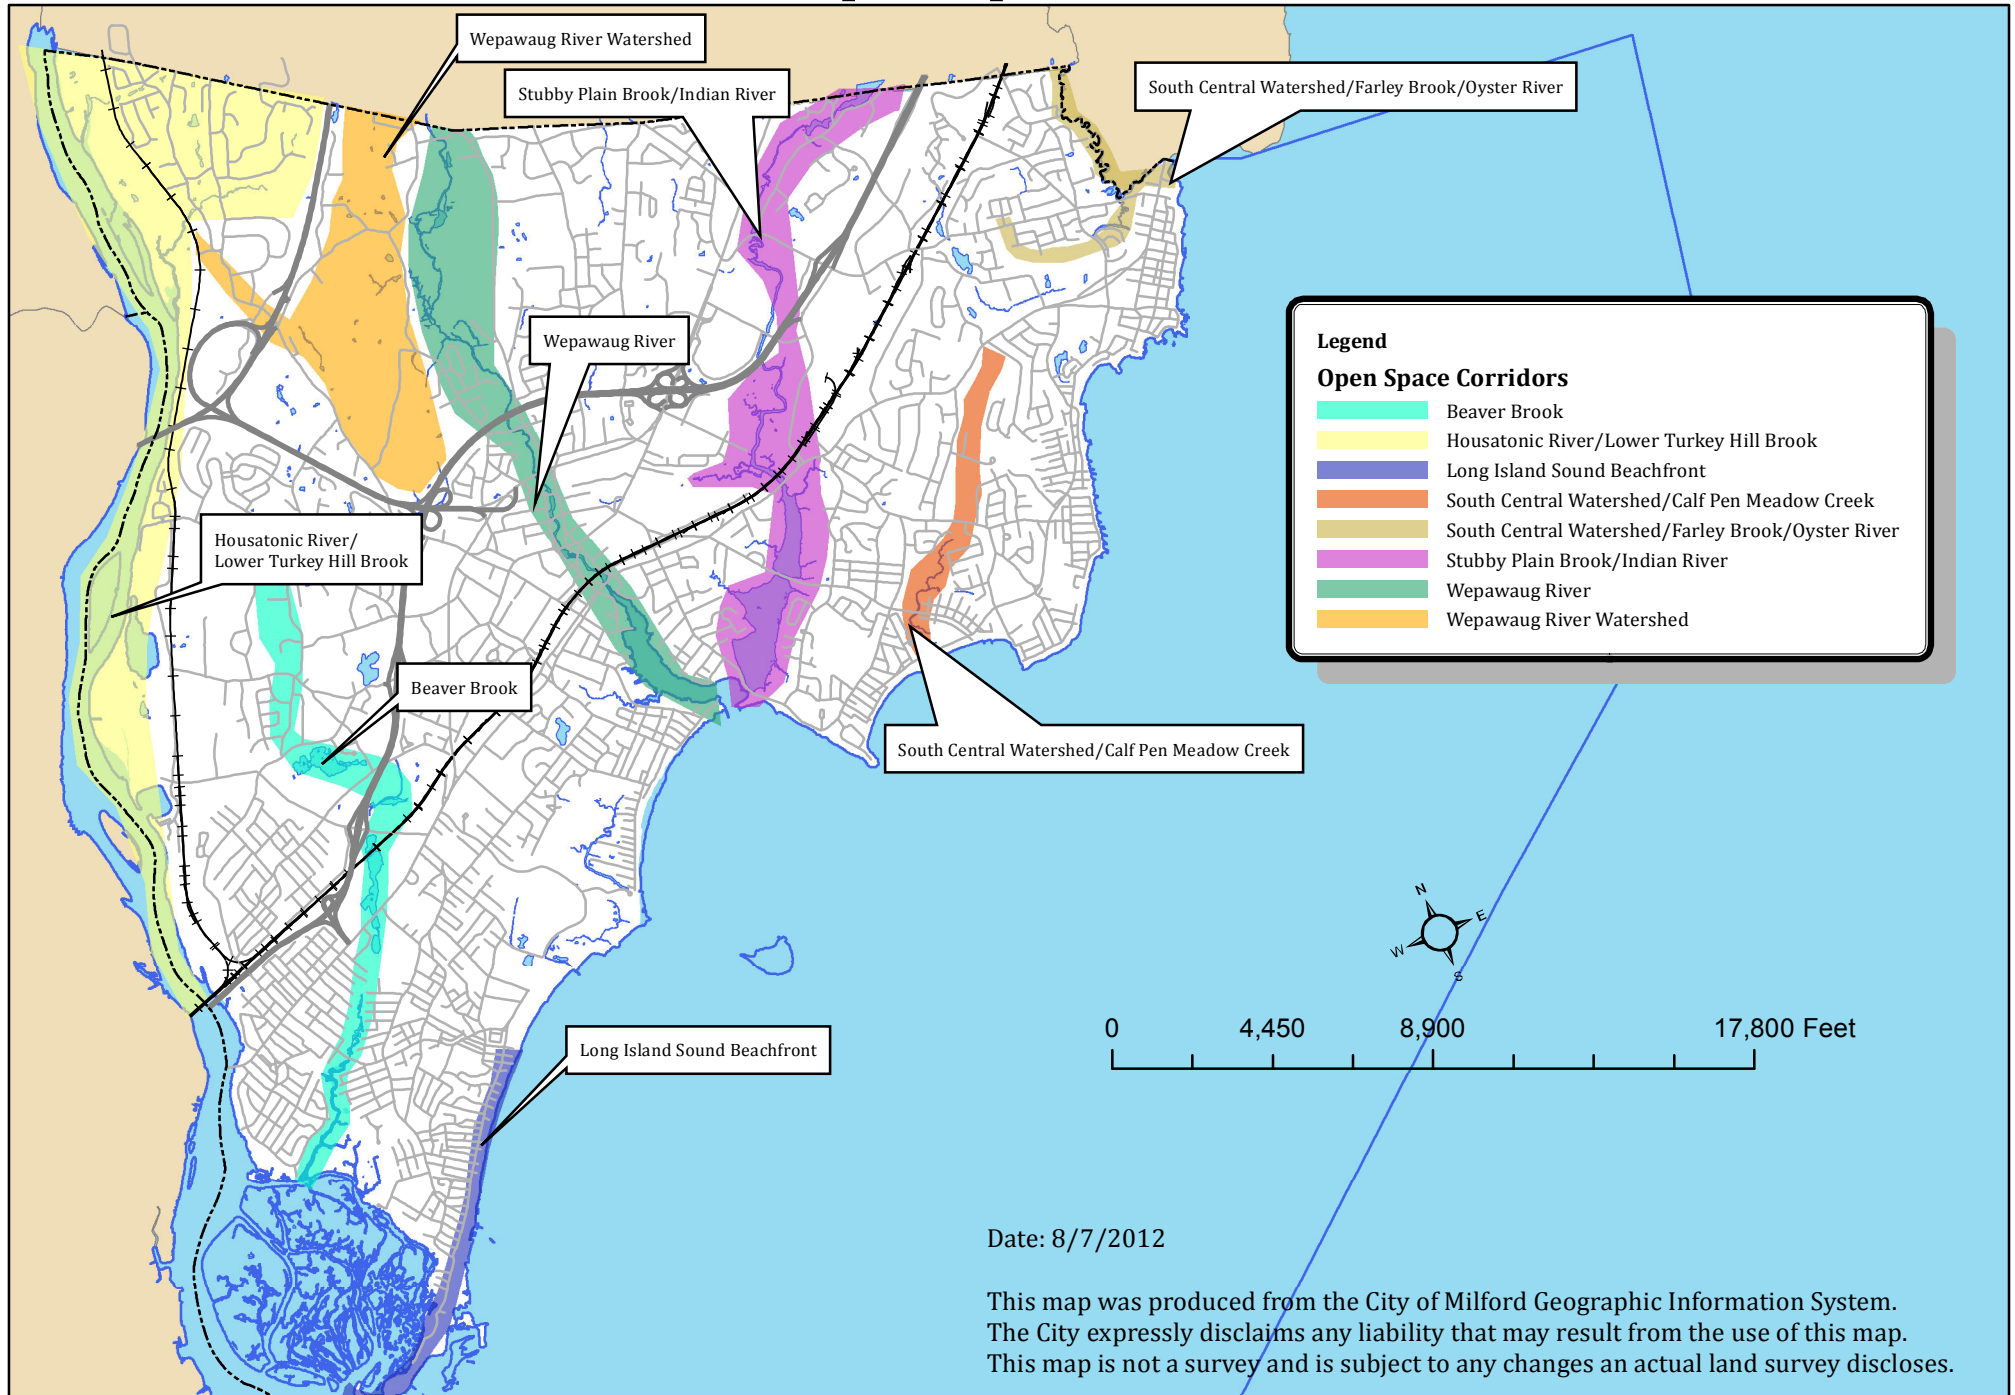 Wepawaug River Watershed
Stubby Plain Brook/Indian River
South Central Watershed/Farley Brook/Oyster River
Wepawaug River
Legend
Open Space Corridors
Beaver Brook
Housatonic River/Lower Turkey Hill Brook
Long Island Sound Beachfront
South Central Watershed/Calf Pen Meadow Creek
South Central Watershed/Farley Brook/Oyster River
Stubby Plain Brook/Indian River
Wepawaug River
Wepawaug River Watershed
Housatonic River/
Lower Turkey Hill Brook
Beaver Brook
South Central Watershed/Calf Pen Meadow Creek
N
E
W
S
0 4,450 8,900 17,800 Feet
Long Island Sound Beachfront
Date: 8/7/2012
This map was produced from the City of Milford Geographic Information System.
The City expressly disclaims any liability that may result from the use of this map.
This map is not a survey and is subject to any changes an actual land survey discloses.